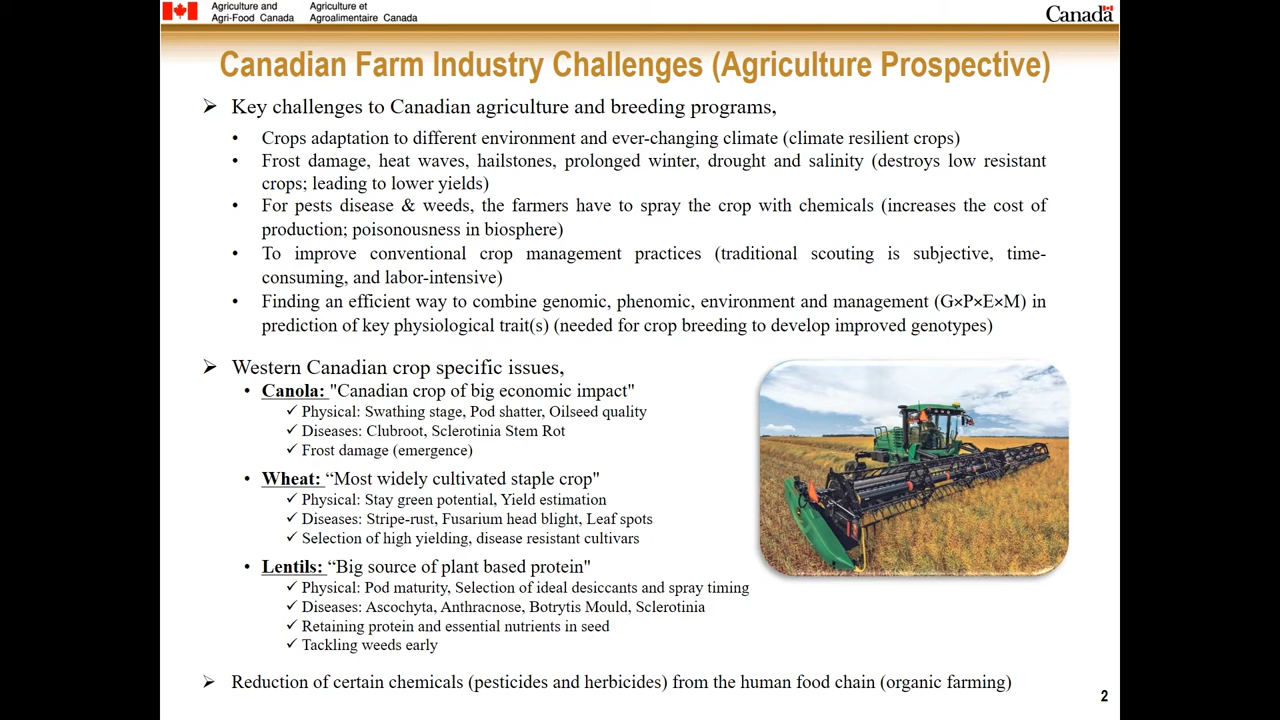 Agriculture and
Agri-Food Canada
Agriculture et
Agroalimentaire Canada
Canada
Canadian Farm Industry Challenges (Agriculture Prospective)
➢ Key challenges to Canadian agriculture and breeding programs,
• Crops adaptation to different environment and ever-changing climate (climate resilient crops)
• Frost damage, heat waves, hailstones, prolonged winter, drought and salinity (destroys low resistant
crops; leading to lower yields)
• For pests disease & weeds, the farmers have to spray the crop with chemicals (increases the cost of
production; poisonousness in biosphere)
• To improve conventional crop management practices (traditional scouting is subjective, time-
consuming, and labor-intensive)
• Finding an efficient way to combine genomic, phenomic, environment and management (G×P×E×M) in
prediction of key physiological trait(s) (needed for crop breeding to develop improved genotypes)
➢ Western Canadian crop specific issues,
• Canola: "Canadian crop of big economic impact"
✓ Physical: Swathing stage, Pod shatter, Oilseed quality
✓ Diseases: Clubroot, Sclerotinia Stem Rot
✓ Frost damage (emergence)
• Wheat: “Most widely cultivated staple crop"
✓ Physical: Stay green potential, Yield estimation
✓ Diseases: Stripe-rust, Fusarium head blight, Leaf spots
✓ Selection of high yielding, disease resistant cultivars
• Lentils: “Big source of plant based protein"
✓ Physical: Pod maturity, Selection of ideal desiccants and spray timing
✓ Diseases: Ascochyta, Anthracnose, Botrytis Mould, Sclerotinia
✓ Retaining protein and essential nutrients in seed
✓ Tackling weeds early
➢ Reduction of certain chemicals (pesticides and herbicides) from the human food chain (organic farming)
2